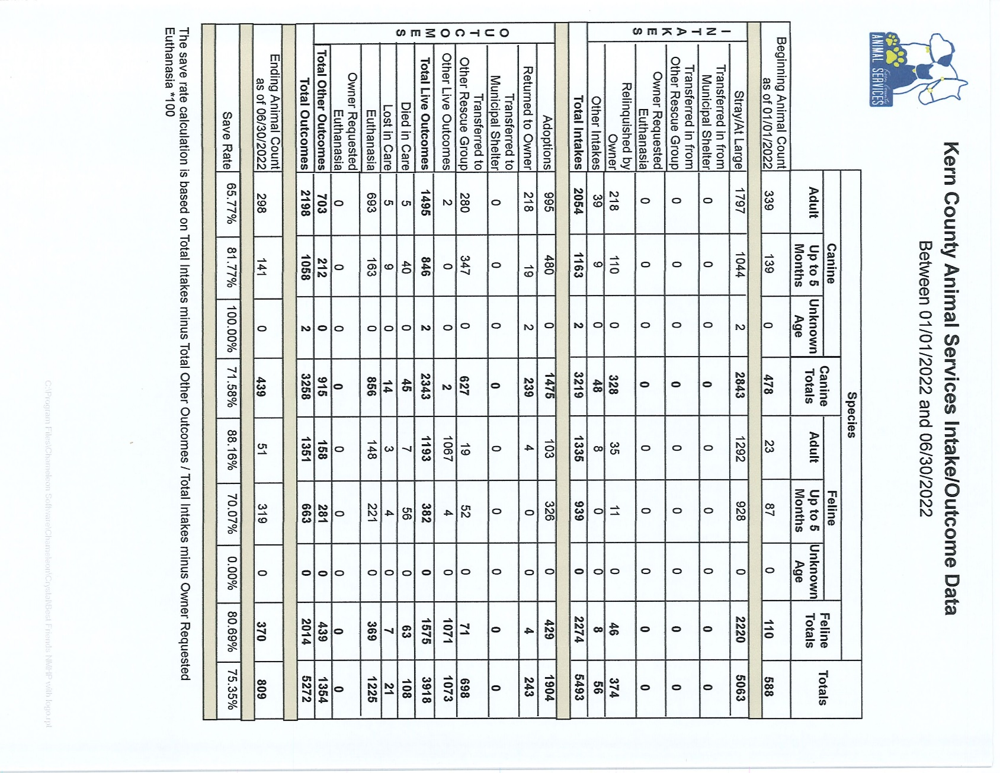 Kern County
ANIMAL SERVICES
Kern County Animal Services Intake/Outcome Data
Between 01/01/2022 and 06/30/2022
Species
Canine Canine Totals Feline Feline Totals Totals
Adult Up to 5 Months Unknown Age Adult Up to 5 Months Unknown Age
Beginning Animal Count
as of 01/01/2022 339 139 0 478 23 87 0 110 588
INTAKES
Stray/At Large 1797 1044 2 2843 1292 928 0 2220 5063
Transferred in from
Municipal Shelter 0 0 0 0 0 0 0 0 0
Transferred in from
Other Rescue Group 0 0 0 0 0 0 0 0 0
Owner Requested
Euthanasia 0 0 0 0 0 0 0 0 0
Relinquished by
Owner 218 110 0 328 35 11 0 46 374
Other Intakes 39 9 0 48 8 0 0 8 56
Total Intakes 2054 1163 2 3219 1335 939 0 2274 5493
OUTCOMES
Adoptions 995 480 0 1475 103 326 0 429 1904
Returned to Owner 218 19 2 239 4 0 0 4 243
Transferred to
Municipal Shelter 0 0 0 0 0 0 0 0 0
Transferred to
Other Rescue Group 280 347 0 627 19 52 0 71 698
Other Live Outcomes 2 0 0 2 1067 4 0 1071 1073
Total Live Outcomes 1495 846 2 2343 1193 382 0 1575 3918
Died in Care 5 40 0 45 7 56 0 63 108
Lost in Care 5 9 0 14 3 4 0 7 21
Euthanasia 693 163 0 856 148 221 0 369 1225
Owner Requested
Euthanasia 0 0 0 0 0 0 0 0 0
Total Other Outcomes 703 212 0 915 158 281 0 439 1354
Total Outcomes 2198 1058 2 3258 1351 663 0 2014 5272
Ending Animal Count
as of 06/30/2022 298 141 0 439 51 319 0 370 809
Save Rate 65.77% 81.77% 100.00% 71.58% 88.16% 70.07% 0.00% 80.69% 75.35%
The save rate calculation is based on Total Intakes minus Total Other Outcomes / Total Intakes minus Owner Requested
Euthanasia *100
C:\Program Files\Chameleon Software\Chameleon\Crystal\Best Friends NMHP with logo.rpt